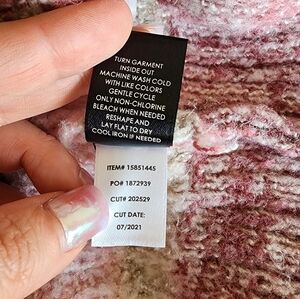 TURN GARMENT
INSIDE OUT
MACHINE WASH COLD
WITH LIKE COLORS
GENTLE CYCLE
ONLY NON-CHLORINE
BLEACH WHEN NEEDED
RESHAPE AND
LAY FLAT TO DRY
COOL IRON IF NEEDED
ITEM# 15851445
PO# 1872939
CUT# 202529
CUT DATE:
07/2021